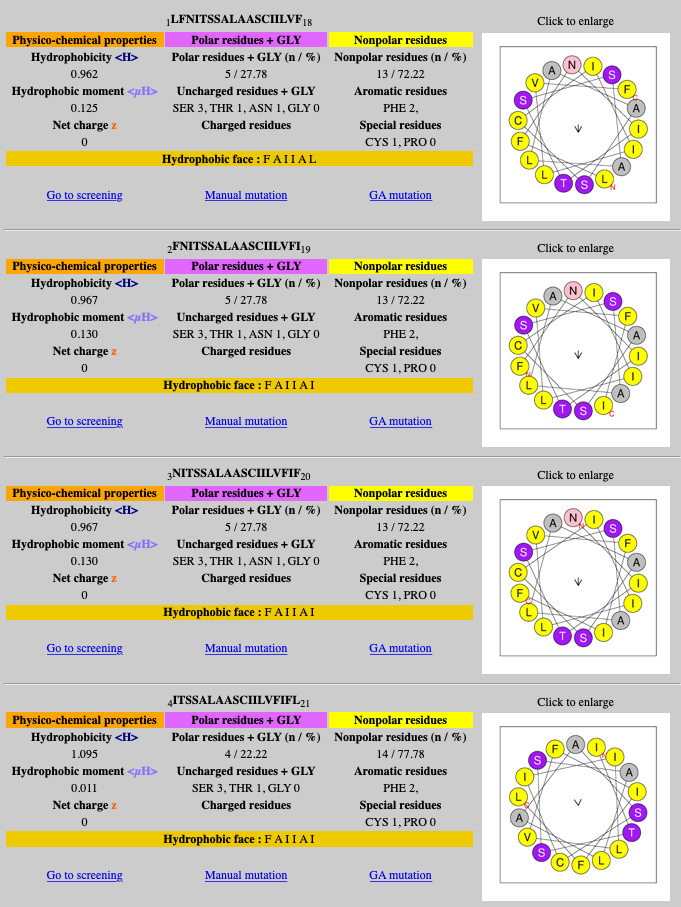 1LFNITSSALAASCIILVF18 Click to enlarge
Physico-chemical properties Polar residues + GLY Nonpolar residues
Hydrophobicity <H> Polar residues + GLY (n / %) Nonpolar residues (n / %)
0.962 5 / 27.78 13 / 72.22
Hydrophobic moment <μH> Uncharged residues + GLY Aromatic residues
0.125 SER 3, THR 1, ASN 1, GLY 0 PHE 2,
Net charge z Charged residues Special residues
0 CYS 1, PRO 0
Hydrophobic face : F A I I A L
Go to screening Manual mutation GA mutation
N I S F A I I A L S T L L F C S V A
C
N
2FNITSSALAASCIILVFI19 Click to enlarge
Physico-chemical properties Polar residues + GLY Nonpolar residues
Hydrophobicity <H> Polar residues + GLY (n / %) Nonpolar residues (n / %)
0.967 5 / 27.78 13 / 72.22
Hydrophobic moment <μH> Uncharged residues + GLY Aromatic residues
0.130 SER 3, THR 1, ASN 1, GLY 0 PHE 2,
Net charge z Charged residues Special residues
0 CYS 1, PRO 0
Hydrophobic face : F A I I A I
Go to screening Manual mutation GA mutation
N I S F A I I A I S T L L F C S V A
C
3NITSSALAASCIILVFIF20 Click to enlarge
Physico-chemical properties Polar residues + GLY Nonpolar residues
Hydrophobicity <H> Polar residues + GLY (n / %) Nonpolar residues (n / %)
0.967 5 / 27.78 13 / 72.22
Hydrophobic moment <μH> Uncharged residues + GLY Aromatic residues
0.130 SER 3, THR 1, ASN 1, GLY 0 PHE 2,
Net charge z Charged residues Special residues
0 CYS 1, PRO 0
Hydrophobic face : F A I I A I
Go to screening Manual mutation GA mutation
N I S F A I I A I S T L L F C S V A
N
4ITSSALAASCIILVFIFL21 Click to enlarge
Physico-chemical properties Polar residues + GLY Nonpolar residues
Hydrophobicity <H> Polar residues + GLY (n / %) Nonpolar residues (n / %)
1.095 4 / 22.22 14 / 77.78
Hydrophobic moment <μH> Uncharged residues + GLY Aromatic residues
0.011 SER 3, THR 1, GLY 0 PHE 2,
Net charge z Charged residues Special residues
0 CYS 1, PRO 0
Hydrophobic face : F A I I A I
Go to screening Manual mutation GA mutation
A I I A I S T L L F C S V A L I S F